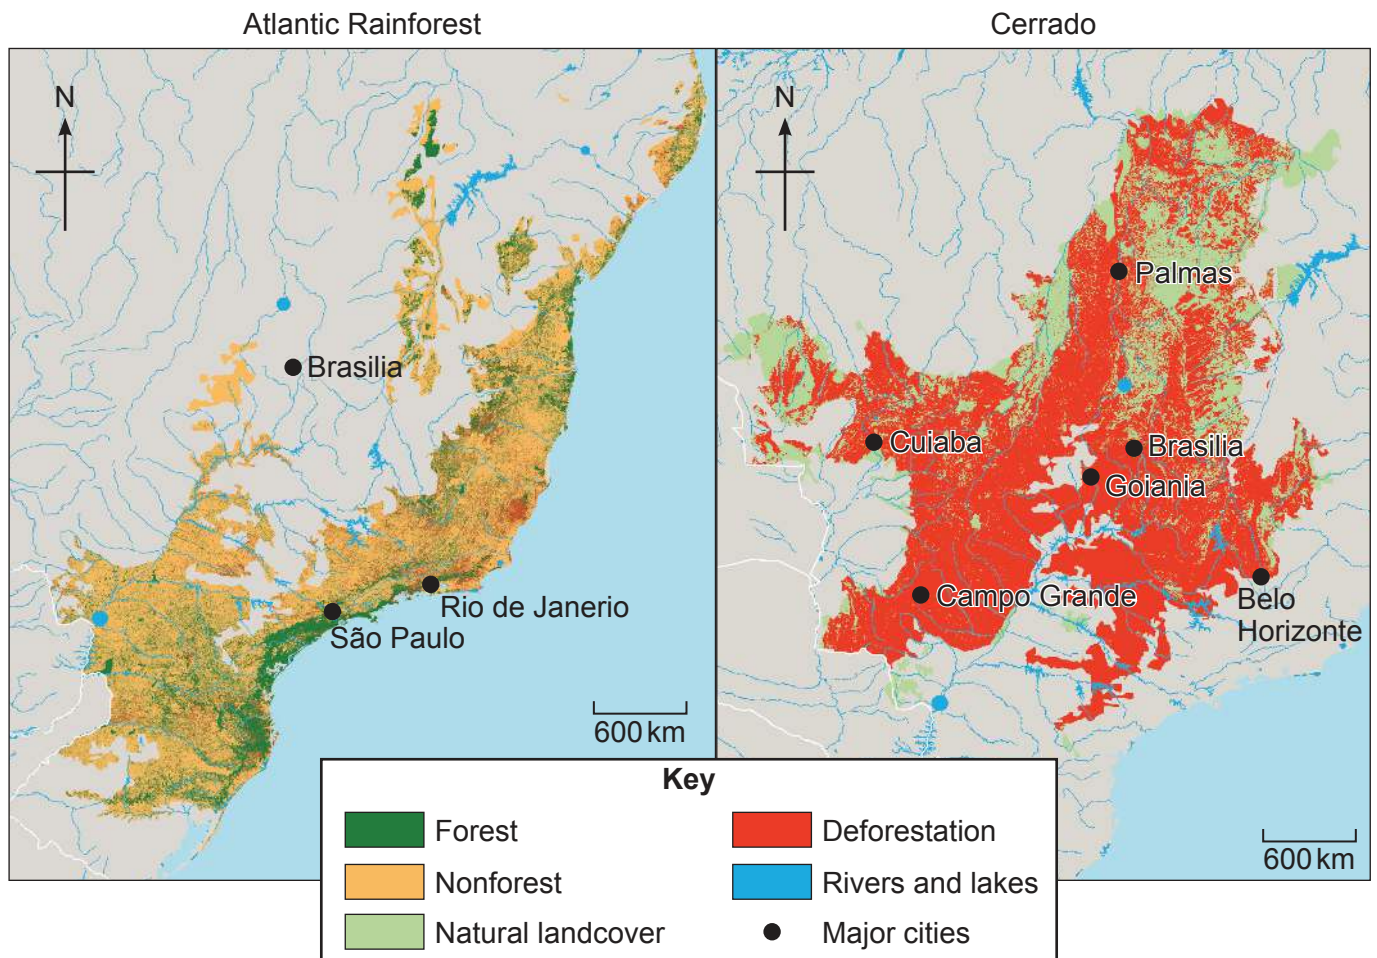 Atlantic Rainforest
Cerrado
N
Brasilia
São Paulo
Rio de Janerio
600 km
N
Palmas
Cuiaba
Brasilia
Goiania
Campo Grande
Belo
Horizonte
600 km
Key
Forest
Nonforest
Natural landcover
Deforestation
Rivers and lakes
Major cities